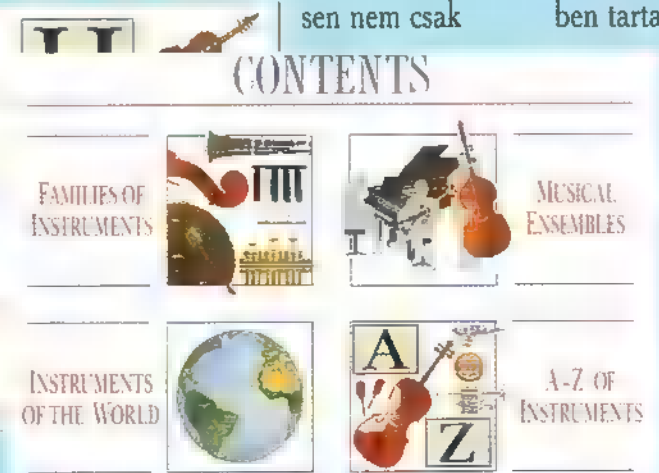 sen nem csak
ben tarta
CONTENTS
FAMILIES OF
INSTRUMENTS
MUSICAL
ENSEMBLES
INSTRUMENTS
OF THE WORLD
A
Z
A-Z OF
INSTRUMENTS